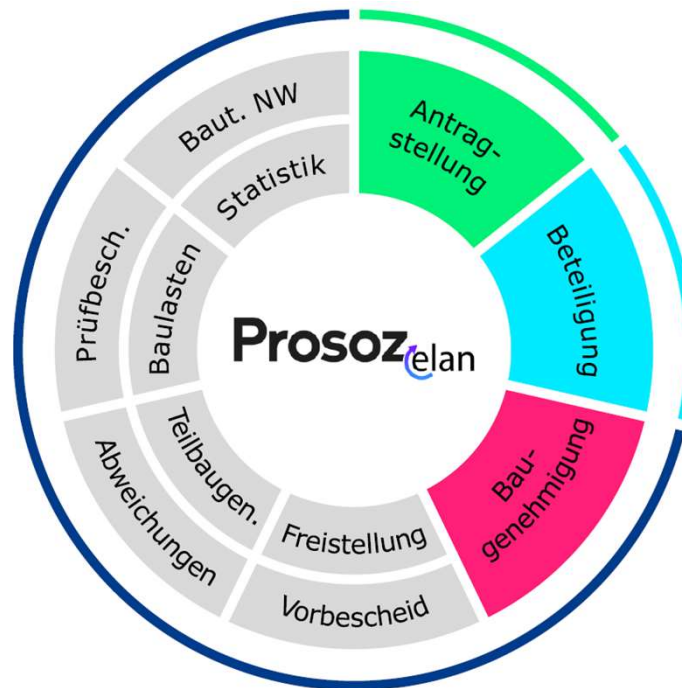 Antrag-
stellung
Beteiligung
Bau-
genehmigung
Freistellung
Vorbescheid
Teilbaugen.
Abweichungen
Baulasten
Prüfbesch.
Statistik
Baut. NW
Prosoz
elan